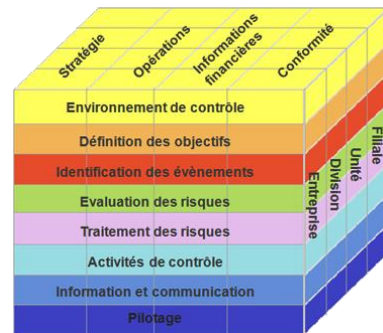 Stratégie
Opérations
Informations
financières
Conformité
Environnement de contrôle
Définition des objectifs
Identification des évènements
Evaluation des risques
Traitement des risques
Activités de contrôle
Information et communication
Pilotage
Entreprise
Division
Unité
Filiale